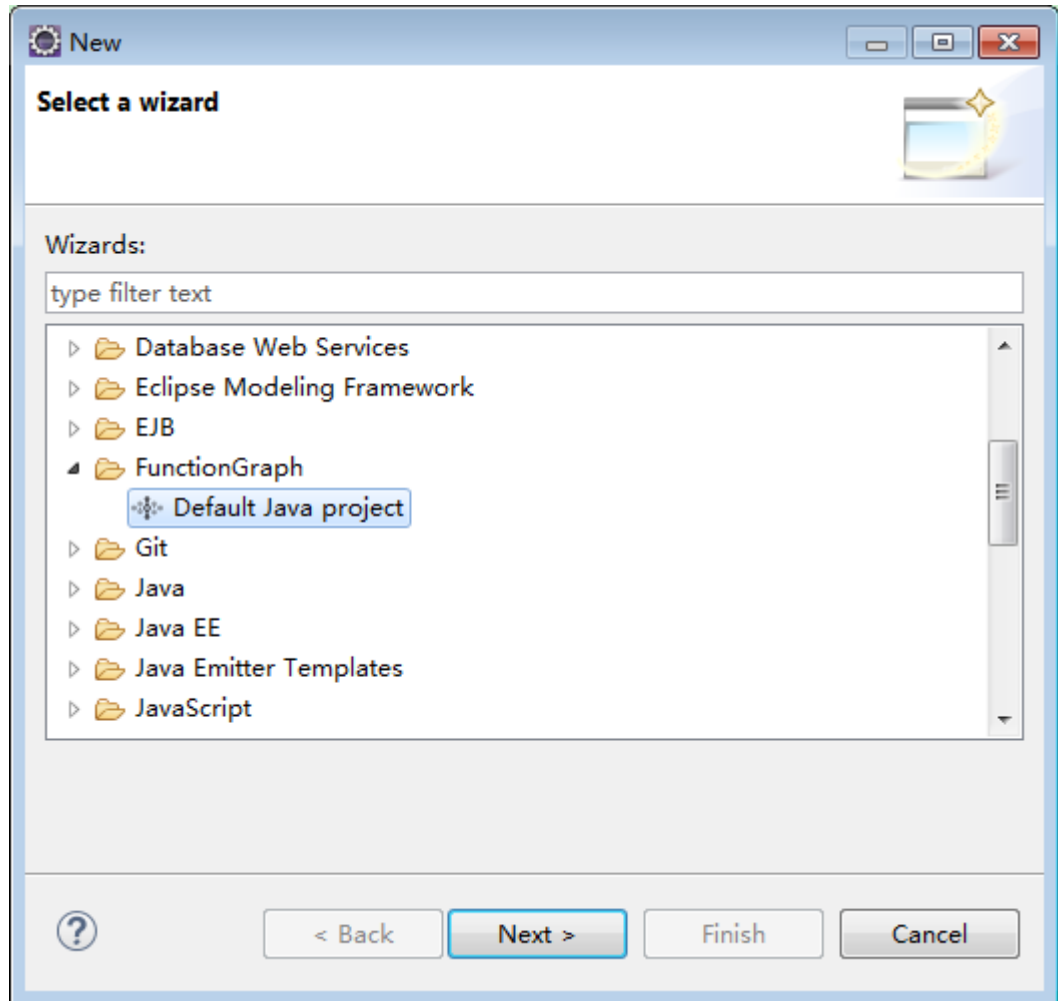 New
Select a wizard
Wizards:
type filter text
Database Web Services
Eclipse Modeling Framework
EJB
FunctionGraph
Default Java project
Git
Java
Java EE
Java Emitter Templates
JavaScript
? < Back Next > Finish Cancel